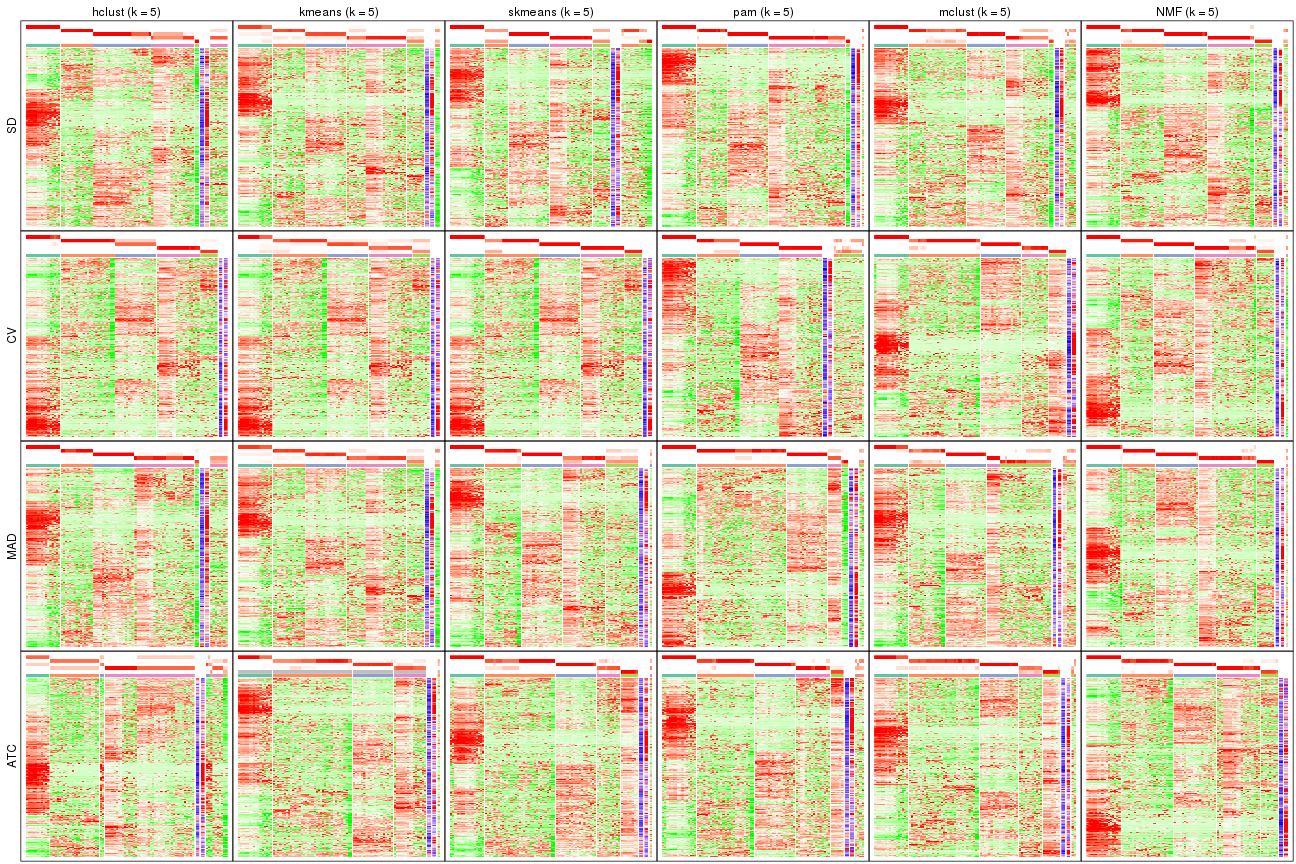 hclust (k = 5) kmeans (k = 5) skmeans (k = 5) pam (k = 5) mclust (k = 5) NMF (k = 5)
SD
CV
MAD
ATC